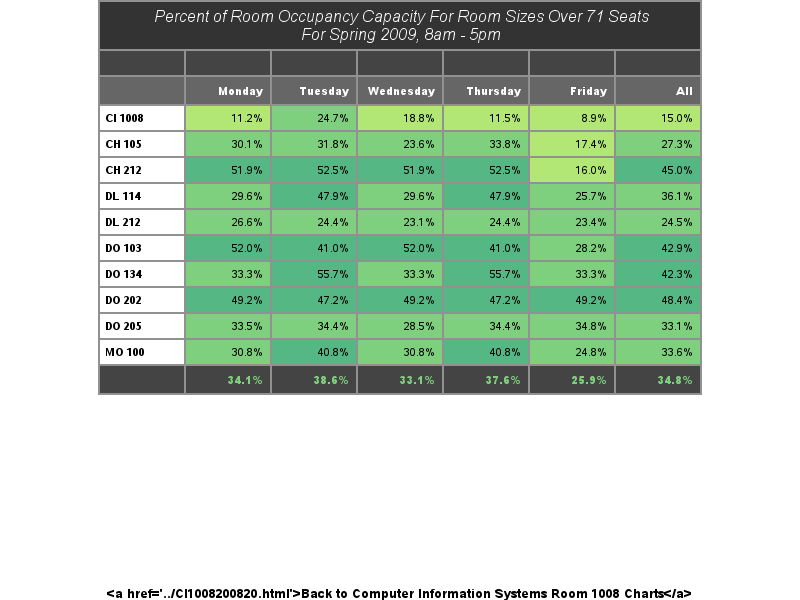 Percent of Room Occupancy Capacity For Room Sizes Over 71 Seats
For Spring 2009, 8am - 5pm
Monday Tuesday Wednesday Thursday Friday All
CI 1008 11.2% 24.7% 18.8% 11.5% 8.9% 15.0%
CH 105 30.1% 31.8% 23.6% 33.8% 17.4% 27.3%
CH 212 51.9% 52.5% 51.9% 52.5% 16.0% 45.0%
DL 114 29.6% 47.9% 29.6% 47.9% 25.7% 36.1%
DL 212 26.6% 24.4% 23.1% 24.4% 23.4% 24.5%
DO 103 52.0% 41.0% 52.0% 41.0% 28.2% 42.9%
DO 134 33.3% 55.7% 33.3% 55.7% 33.3% 42.3%
DO 202 49.2% 47.2% 49.2% 47.2% 49.2% 48.4%
DO 205 33.5% 34.4% 28.5% 34.4% 34.8% 33.1%
MO 100 30.8% 40.8% 30.8% 40.8% 24.8% 33.6%
34.1% 38.6% 33.1% 37.6% 25.9% 34.8%
<a href='../CI1008200820.html'>Back to Computer Information Systems Room 1008 Charts</a>